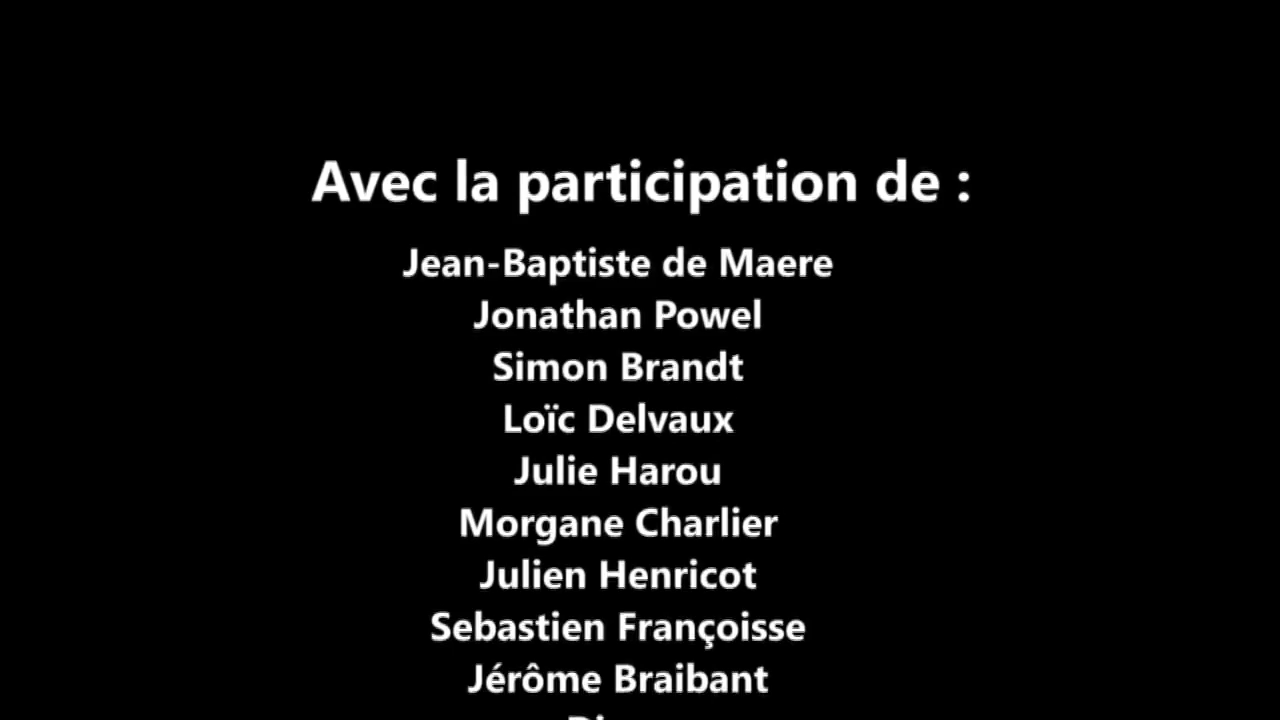 Avec la participation de :
Jean-Baptiste de Maere
Jonathan Powel
Simon Brandt
Loïc Delvaux
Julie Harou
Morgane Charlier
Julien Henricot
Sebastien Françoisse
Jérôme Braibant